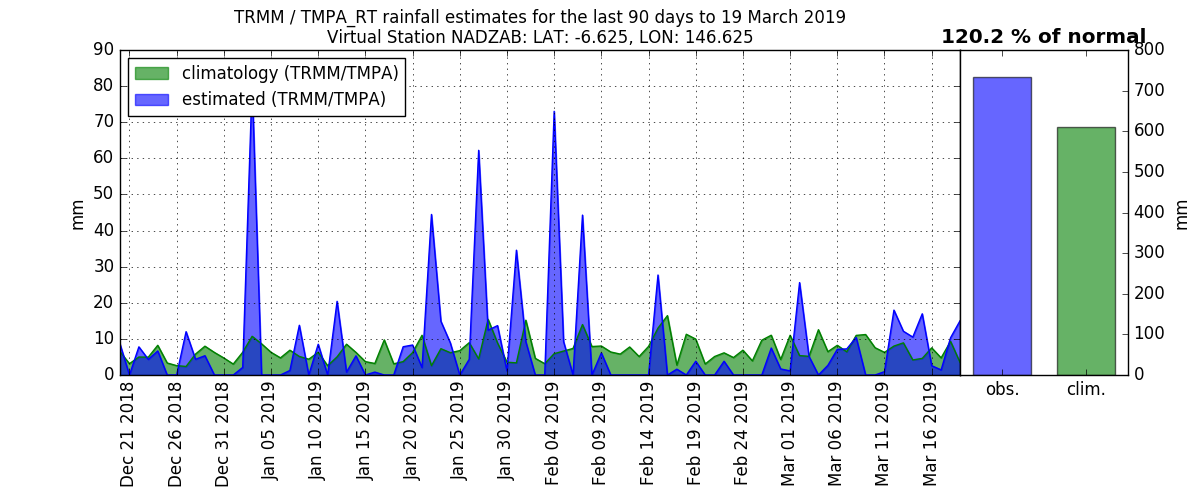 TRMM / TMPA_RT rainfall estimates for the last 90 days to 19 March 2019
Virtual Station NADZAB: LAT: -6.625, LON: 146.625
120.2 % of normal
climatology (TRMM/TMPA)
estimated (TRMM/TMPA)
90
80
70
60
50
40
30
20
10
0
mm
800
700
600
500
400
300
200
100
0
mm
Dec 21 2018
Dec 26 2018
Dec 31 2018
Jan 05 2019
Jan 10 2019
Jan 15 2019
Jan 20 2019
Jan 25 2019
Jan 30 2019
Feb 04 2019
Feb 09 2019
Feb 14 2019
Feb 19 2019
Feb 24 2019
Mar 01 2019
Mar 06 2019
Mar 11 2019
Mar 16 2019
obs.
clim.